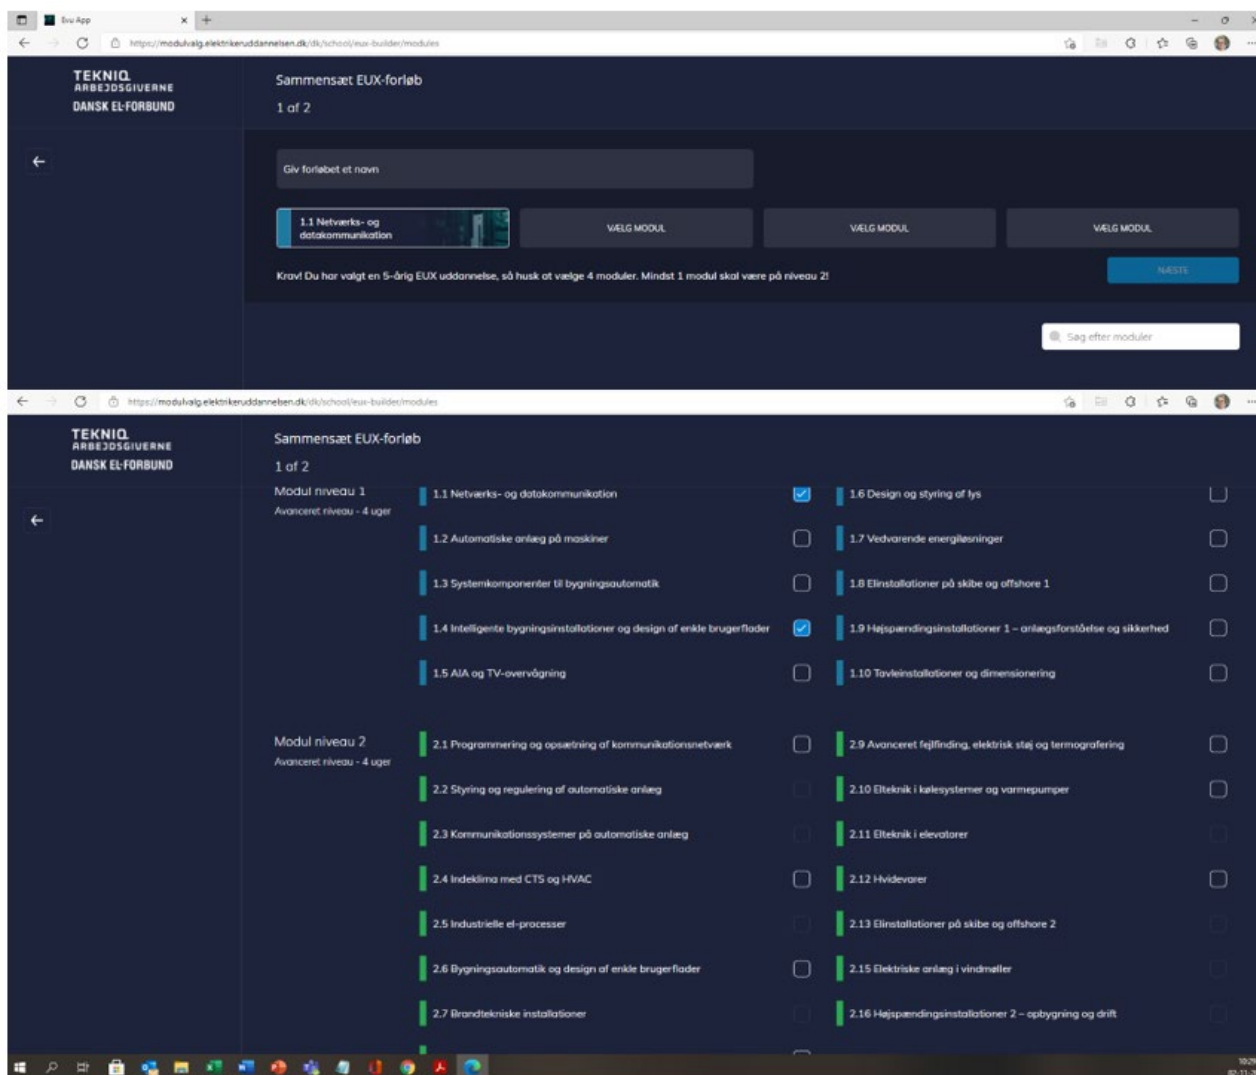 Evu App
https://modulvalg.elektrikeruddannelsen.dk/dk/school/eux-builder/modules
TEKNIQ
ARBEJDSGIVERNE
DANSK EL-FORBUND
Sammensæt EUX-forløb
1 af 2
Giv forløbet et navn
1.1 Netværks- og
datakommunikation
VÆLG MODUL
VÆLG MODUL
VÆLG MODUL
Krav! Du har valgt en 5-årig EUX uddannelse, så husk at vælge 4 moduler. Mindst 1 modul skal være på niveau 2!
NÆSTE
Søg efter moduler
https://modulvalg.elektrikeruddannelsen.dk/dk/school/eux-builder/modules
TEKNIQ
ARBEJDSGIVERNE
DANSK EL-FORBUND
Sammensæt EUX-forløb
1 af 2
Modul niveau 1
Avanceret niveau - 4 uger
1.1 Netværks- og datakommunikation
1.2 Automatiske anlæg på maskiner
1.3 Systemkomponenter til bygningsautomatik
1.4 Intelligente bygningsinstallationer og design af enkle brugerflader
1.5 AIA og TV-overvågning
1.6 Design og styring af lys
1.7 Vedvarende energiløsninger
1.8 Elinstallationer på skibe og offshore 1
1.9 Højspændingsinstallationer 1 – anlægsforståelse og sikkerhed
1.10 Tavleinstallationer og dimensionering
Modul niveau 2
Avanceret niveau - 4 uger
2.1 Programmering og opsætning af kommunikationsnetværk
2.2 Styring og regulering af automatiske anlæg
2.3 Kommunikationssystemer på automatiske anlæg
2.4 Indeklima med CTS og HVAC
2.5 Industrielle el-processer
2.6 Bygningsautomatik og design af enkle brugerflader
2.7 Brandtekniske installationer
2.9 Avanceret fejlfinding, elektrisk støj og termografering
2.10 Elteknik i kølesystemer og varmepumper
2.11 Elteknik i elevatorer
2.12 Hvidevarer
2.13 Elinstallationer på skibe og offshore 2
2.15 Elektriske anlæg i vindmøller
2.16 Højspændingsinstallationer 2 – opbygning og drift